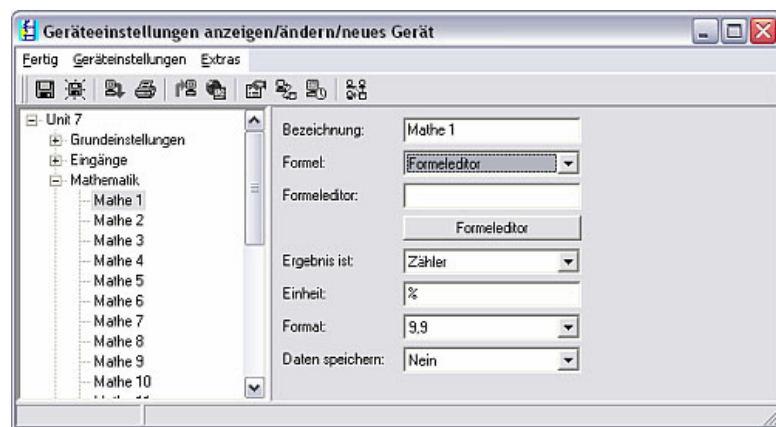 Geräteeinstellungen anzeigen/ändern/neues Gerät
Fertig Geräteeinstellungen Extras
Unit 7
Grundeinstellungen
Eingänge
Mathematik
Mathe 1
Mathe 2
Mathe 3
Mathe 4
Mathe 5
Mathe 6
Mathe 7
Mathe 8
Mathe 9
Mathe 10
Bezeichnung: Mathe 1
Formel: Formeleditor
Formeleditor:
Formeleditor
Ergebnis ist: Zähler
Einheit: %
Format: 9,9
Daten speichern: Nein